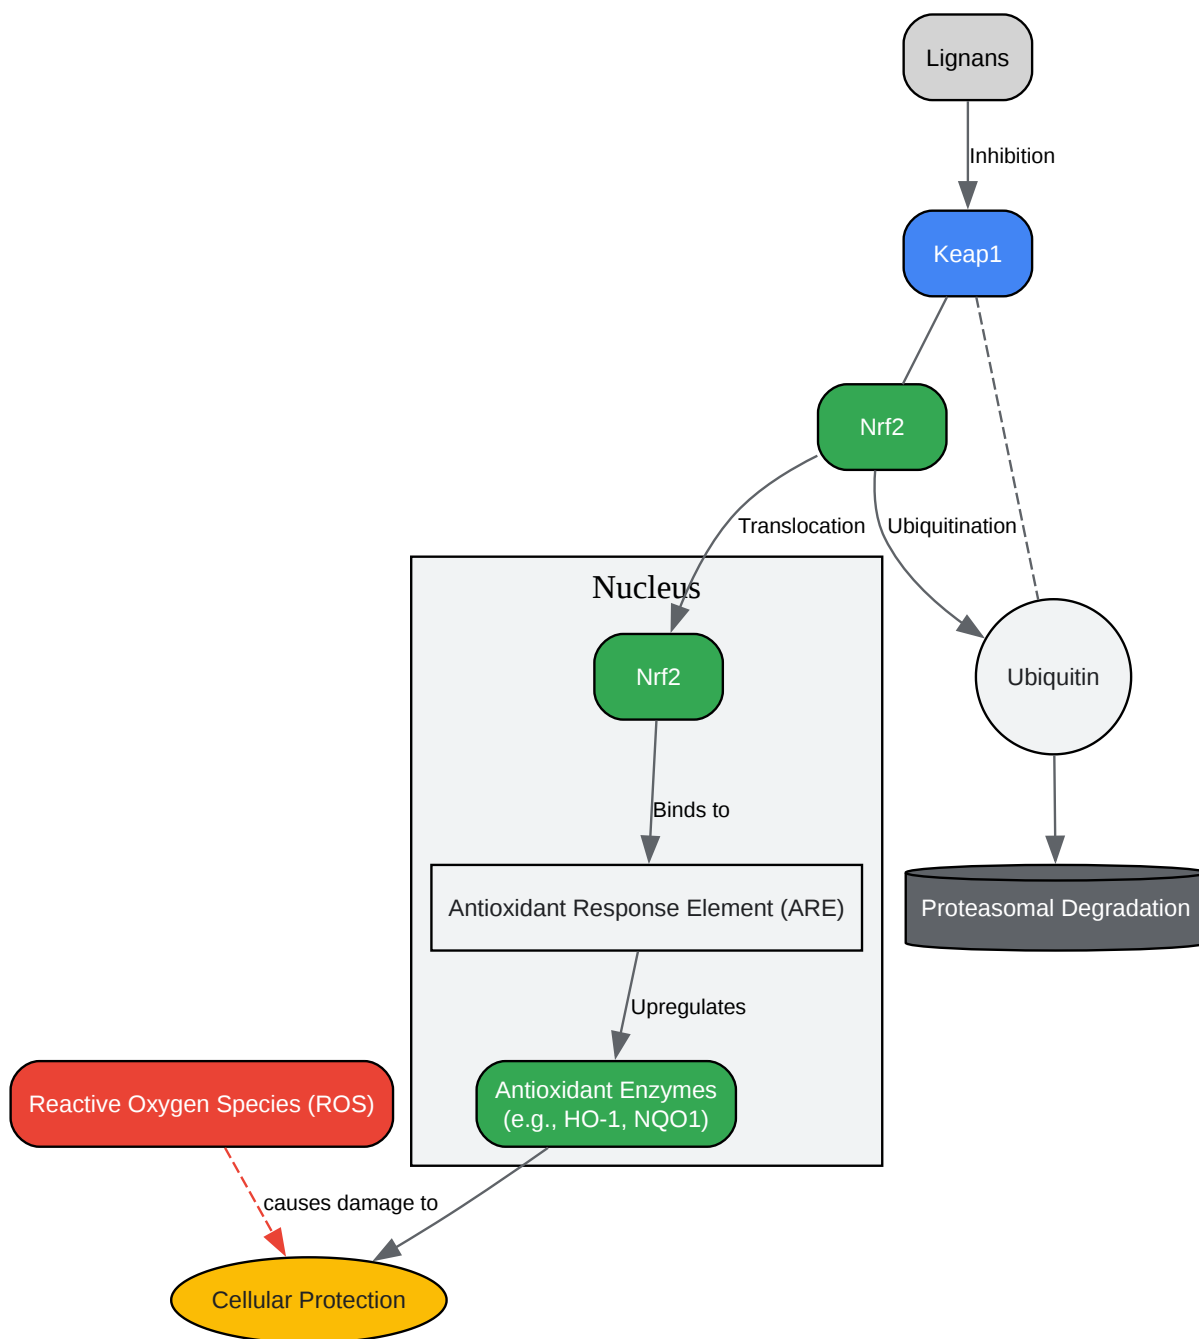 Lignans
Inhibition
Keap1
Nrf2
Translocation
Ubiquitination
Nucleus
Nrf2
Ubiquitin
Binds to
Antioxidant Response Element (ARE)
Proteasomal Degradation
Upregulates
Reactive Oxygen Species (ROS)
Antioxidant Enzymes
(e.g., HO-1, NQO1)
causes damage to
Cellular Protection